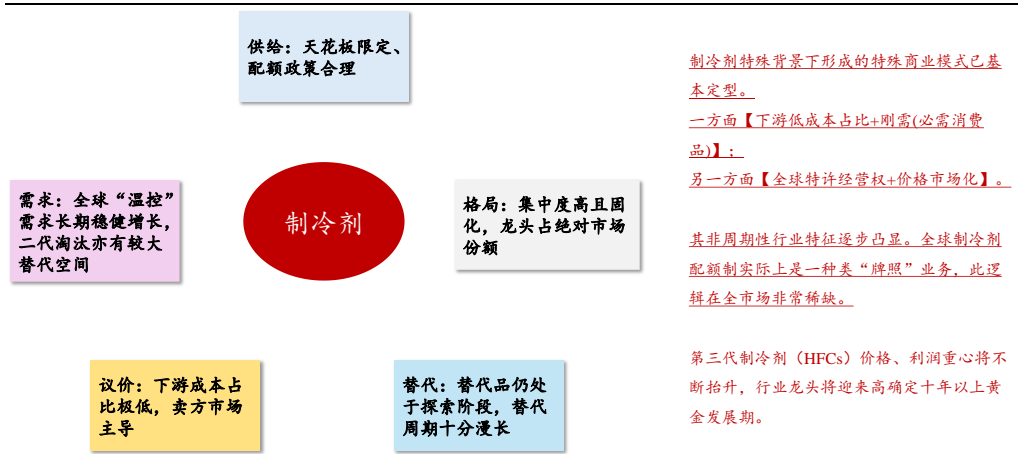 供给：天花板限定、
配额政策合理
需求：全球“温控”
需求长期稳健增长，
二代淘汰亦有较大
替代空间
制冷剂
格局：集中度高且固
化，龙头占绝对市场
份额
议价：下游成本占
比极低，卖方市场
主导
替代：替代品仍处
于探索阶段，替代
周期十分漫长
制冷剂特殊背景下形成的特殊商业模式已基
本定型。
一方面【下游低成本占比+刚需(必需消费
品)】；
另一方面【全球特许经营权+价格市场化】。
其非周期性行业特征逐步凸显。全球制冷剂
配额制实际上是一种类“牌照”业务，此逻
辑在全市场非常稀缺。
第三代制冷剂（HFCs）价格、利润重心将不
断抬升，行业龙头将迎来高确定十年以上黄
金发展期。